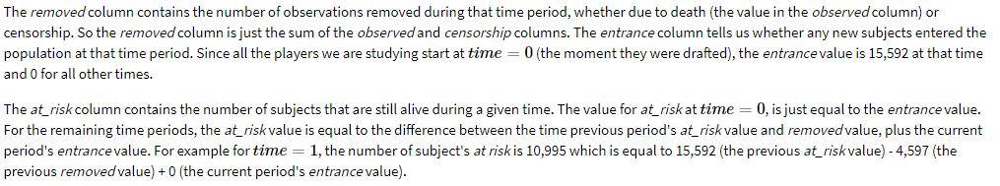 The removed column contains the number of observations removed during that time period, whether due to death (the value in the observed column) or
censorship. So the removed column is just the sum of the observed and censorship columns. The entrance column tells us whether any new subjects entered the
population at that time period. Since all the players we are studying start at time = 0 (the moment they were drafted), the entrance value is 15,592 at that time
and 0 for all other times.
The at_risk column contains the number of subjects that are still alive during a given time. The value for at_risk at time = 0, is just equal to the entrance value.
For the remaining time periods, the at_risk value is equal to the difference between the time previous period's at_risk value and removed value, plus the current
period's entrance value. For example for time = 1, the number of subject's at risk is 10,995 which is equal to 15,592 (the previous at_risk value) - 4,597 (the
previous removed value) + 0 (the current period's entrance value).